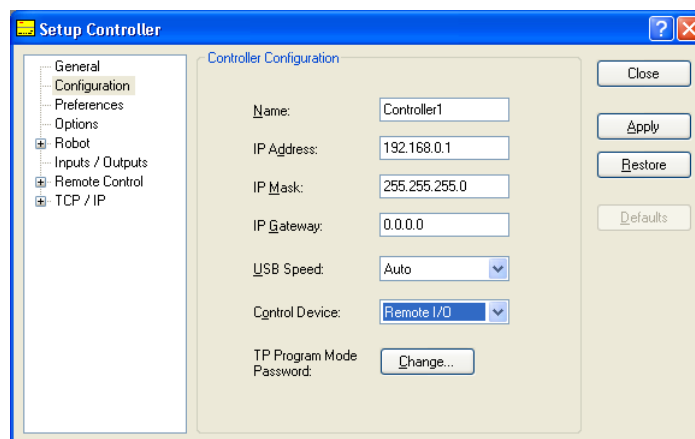 Setup Controller
General
Configuration
Preferences
Options
Robot
Inputs / Outputs
Remote Control
TCP / IP
Controller Configuration
Name: Controller1
IP Address: 192.168.0.1
IP Mask: 255.255.255.0
IP Gateway: 0.0.0.0
USB Speed: Auto
Control Device: Remote I/O
TP Program Mode
Password: Change...
Close
Apply
Restore
Defaults